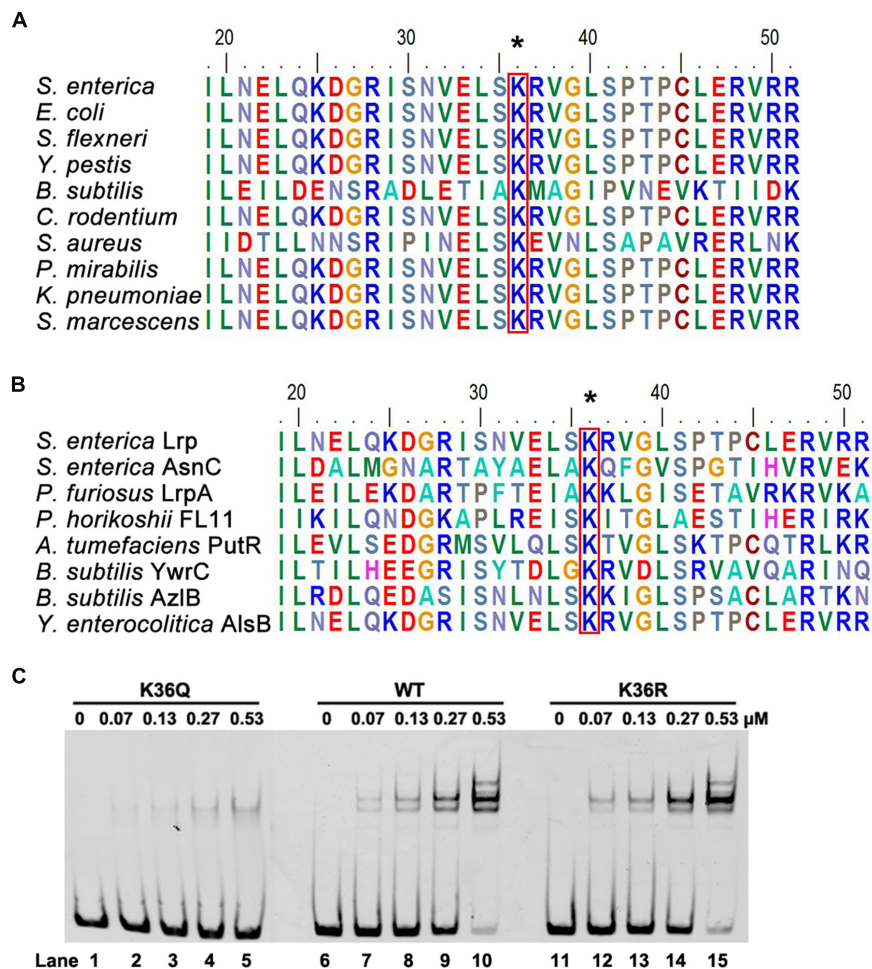 A
20 30 * 40 50
S. enterica ILNELQKDGRISNVELSKRVGLSPTPCLERVRR
E. coli ILNELQKDGRISNVELSKRVGLSPTPCLERVRR
S. flexneri ILNELQKDGRISNVELSKRVGLSPTPCLERVRR
Y. pestis ILNELQKDGRISNVELSKRVGLSPTPCLERVRR
B. subtilis ILEILDENSRADLETIAKMAGIPVNEVKTIIDK
C. rodentium ILNELQKDGRISNVELSKRVGLSPTPCLERVRR
S. aureus IIDTLLNNSRIPINELSKEVNLSAPAVRERLNK
P. mirabilis ILNELQKDGRISNVELSKRVGLSPTPCLERVRR
K. pneumoniae ILNELQKDGRISNVELSKRVGLSPTPCLERVRR
S. marcescens ILNELQKDGRISNVELSKRVGLSPTPCLERVRR
B
20 30 * 40 50
S. enterica Lrp ILNELQKDGRISNVELSKRVGLSPTPCLERVRR
S. enterica AsnC ILDALMGNARTAYAELAKQFGVSPGTIHVRVEK
P. furiosus LrpA ILEILEKDARTPFTEIAKKLGISETAVRKRVKA
P. horikoshii FL11 IIKILQNDGKAPLREISKITGLAESTIHERIRK
A. tumefaciens PutR ILEVLSEDGRMSVLQLSKTVGLSKTPCQTRLKR
B. subtilis YwrC ILTILHEEGRISYTDLGKRVDLSRVAVQARINQ
B. subtilis AzlB ILRDLQEDASISNLNLSKKIGLSPSACLARTKN
Y. enterocolitica AlsB ILNELQKDGRISNVELSKRVGLSPTPCLERVRR
C
K36Q WT K36R
0 0.07 0.13 0.27 0.53 0 0.07 0.13 0.27 0.53 0 0.07 0.13 0.27 0.53 µM
Lane 1 2 3 4 5 6 7 8 9 10 11 12 13 14 15